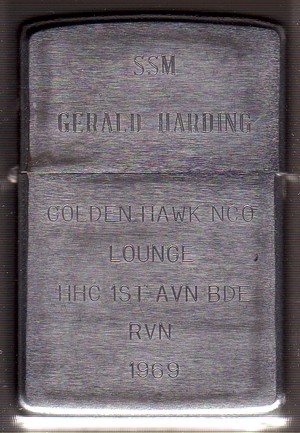 SSM
GERALD HARDING
GOLDEN HAWK NCO
LOUNGE
HHC 1ST-AVN BDE
RVN
1969